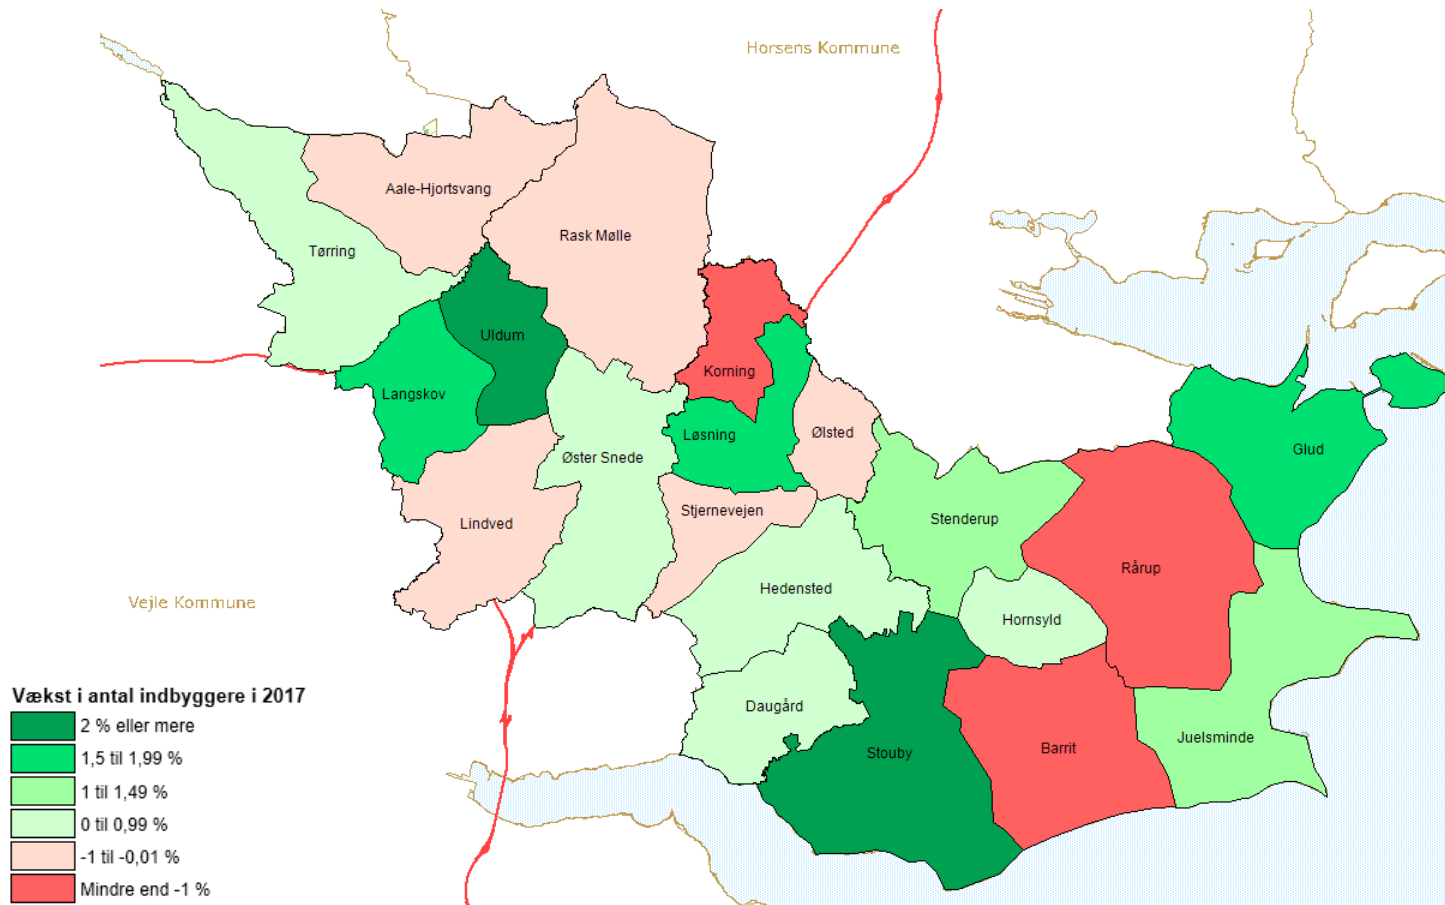 Horsens Kommune
Aale-Hjortsvang
Rask Mølle
Tørring
Uldum
Korning
Langskov
Løsning
Ølsted
Glud
Øster Snede
Stjernevejen
Stenderup
Lindved
Rårup
Hedensted
Vejle Kommune
Hornsyld
Daugård
Stouby
Barrit
Juelsminde
Vækst i antal indbyggere i 2017
2 % eller mere
1,5 til 1,99 %
1 til 1,49 %
0 til 0,99 %
-1 til -0,01 %
Mindre end -1 %